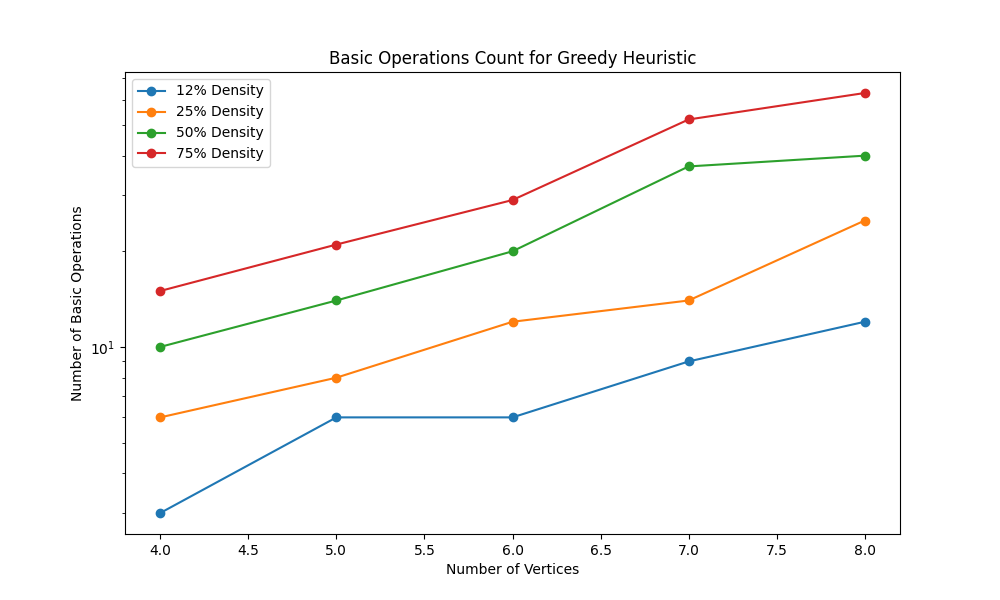 Basic Operations Count for Greedy Heuristic
12% Density
25% Density
50% Density
75% Density
Number of Basic Operations
10¹
4.0 4.5 5.0 5.5 6.0 6.5 7.0 7.5 8.0
Number of Vertices